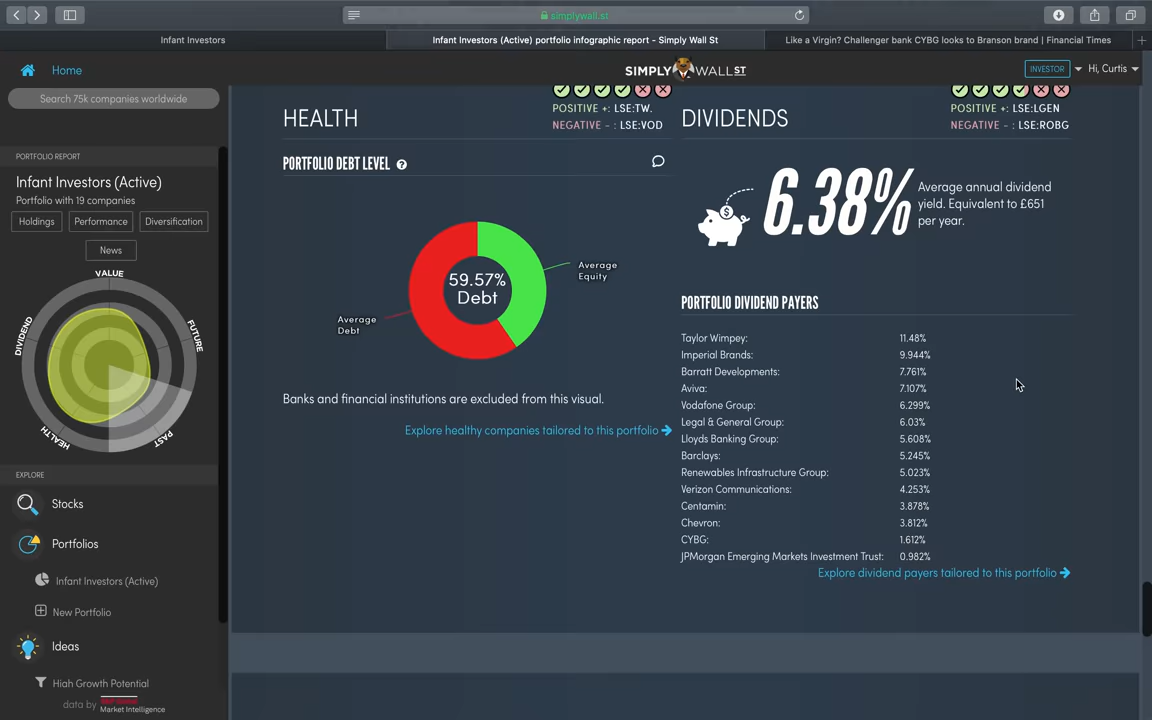 simplywall.st
Infant Investors
Infant Investors (Active) portfolio infographic report - Simply Wall St
Like a Virgin? Challenger bank CYBG looks to Branson brand | Financial Times
Home
SIMPLY WALL ST
INVESTOR
Hi, Curtis
Search 75k companies worldwide
PORTFOLIO REPORT
Infant Investors (Active)
Portfolio with 19 companies
Holdings
Performance
Diversification
News
VALUE
FUTURE
PAST
HEALTH
DIVIDEND
EXPLORE
Stocks
Portfolios
Infant Investors (Active)
New Portfolio
Ideas
High Growth Potential
data by
Market Intelligence
HEALTH
POSITIVE + : LSE:TW.
NEGATIVE - : LSE:VOD
PORTFOLIO DEBT LEVEL ?
59.57%
Debt
Average
Equity
Average
Debt
Banks and financial institutions are excluded from this visual.
Explore healthy companies tailored to this portfolio
DIVIDENDS
POSITIVE + : LSE:LGEN
NEGATIVE - : LSE:ROBG
6.38%
Average annual dividend
yield. Equivalent to £651
per year.
PORTFOLIO DIVIDEND PAYERS
Taylor Wimpey: 11.48%
Imperial Brands: 9.944%
Barratt Developments: 7.761%
Aviva: 7.107%
Vodafone Group: 6.299%
Legal & General Group: 6.03%
Lloyds Banking Group: 5.608%
Barclays: 5.245%
Renewables Infrastructure Group: 5.023%
Verizon Communications: 4.253%
Centamin: 3.878%
Chevron: 3.812%
CYBG: 1.612%
JPMorgan Emerging Markets Investment Trust: 0.982%
Explore dividend payers tailored to this portfolio